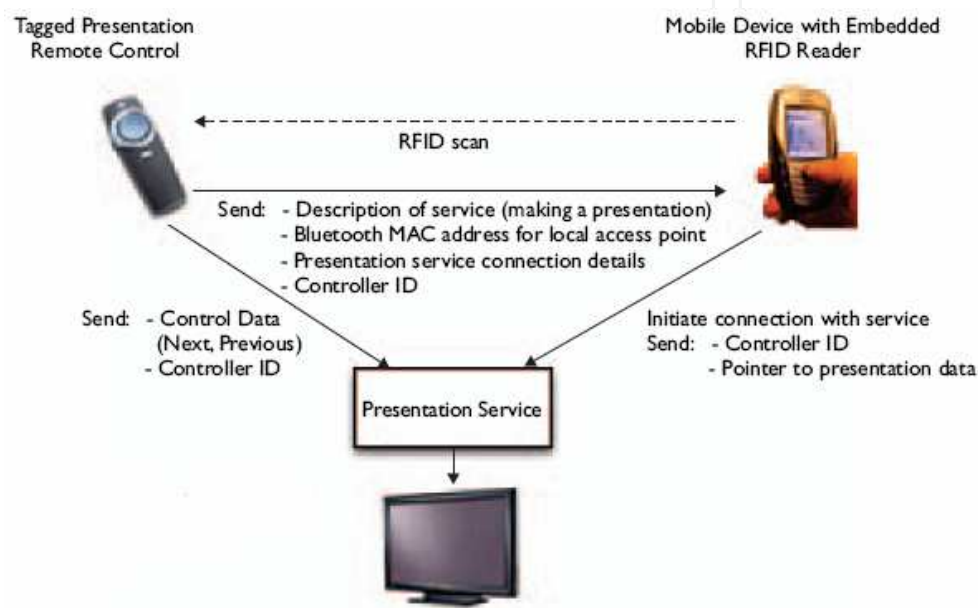 Tagged Presentation
Remote Control
Mobile Device with Embedded
RFID Reader
RFID scan
Send: - Description of service (making a presentation)
- Bluetooth MAC address for local access point
- Presentation service connection details
- Controller ID
Send: - Control Data
(Next, Previous)
- Controller ID
Initiate connection with service
Send: - Controller ID
- Pointer to presentation data
Presentation Service